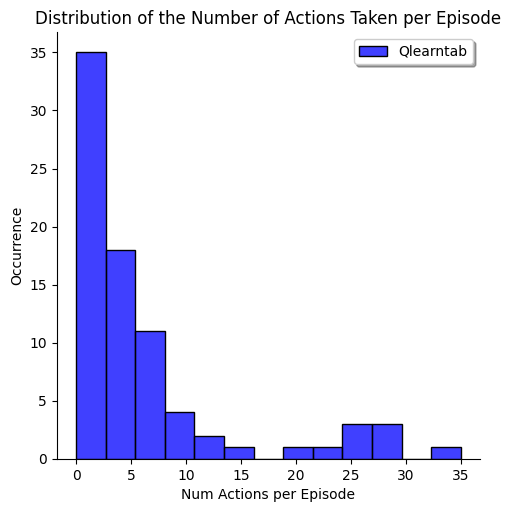 Distribution of the Number of Actions Taken per Episode
Qlearntab
35
30
25
20
15
10
5
0
Occurrence
0 5 10 15 20 25 30 35
Num Actions per Episode